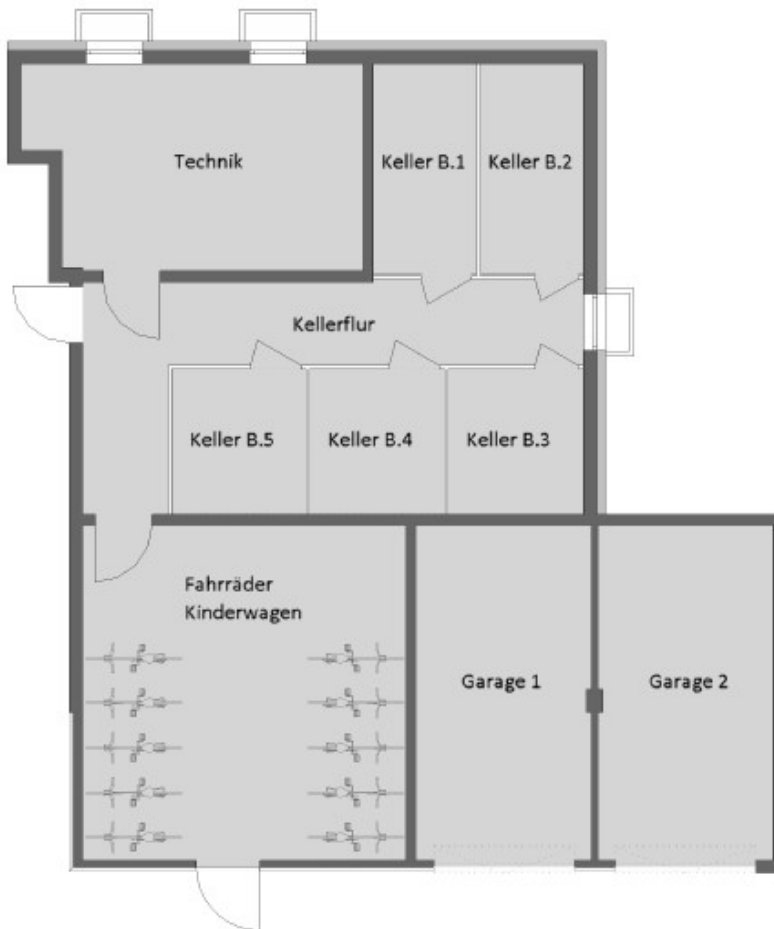 Technik
Keller B.1
Keller B.2
Kellerflur
Keller B.5
Keller B.4
Keller B.3
Fahrräder
Kinderwagen
Garage 1
Garage 2